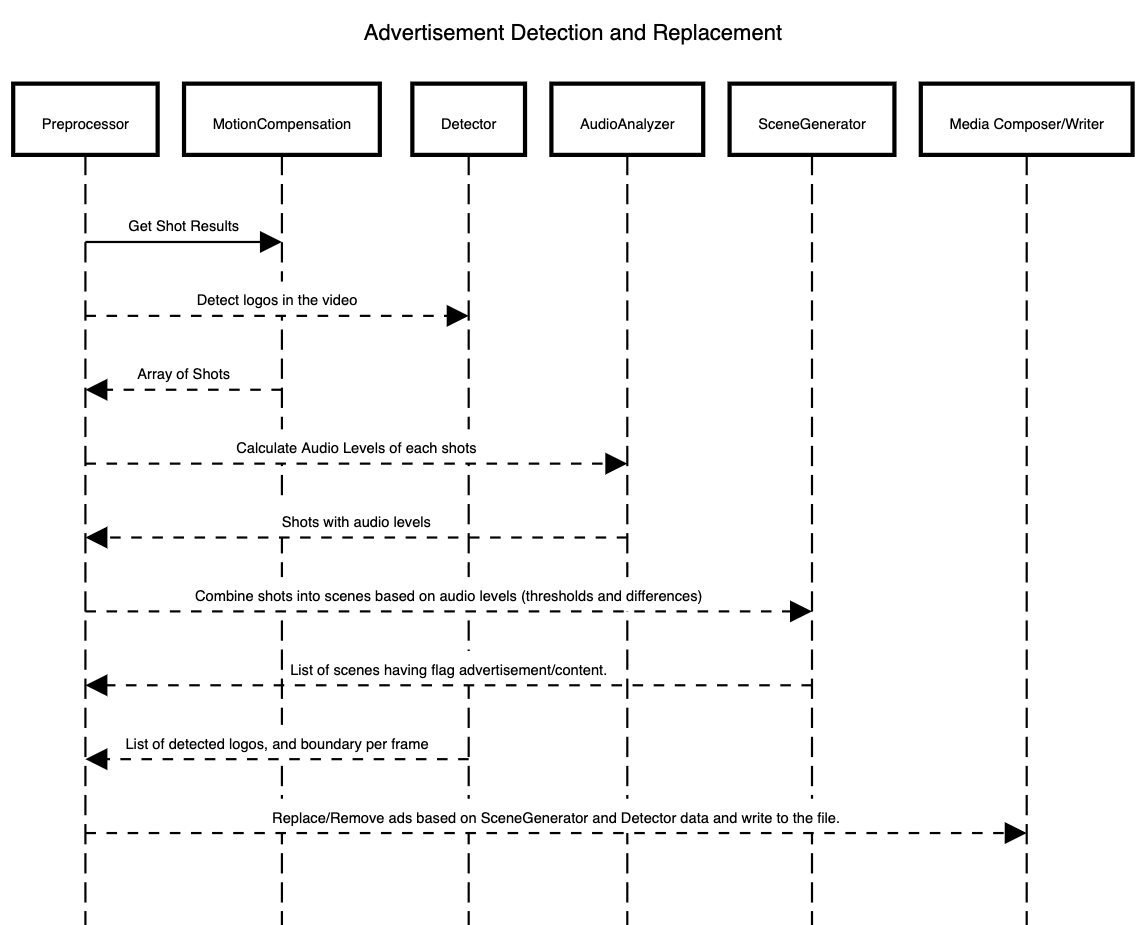 Advertisement Detection and Replacement
Preprocessor
MotionCompensation
Detector
AudioAnalyzer
SceneGenerator
Media Composer/Writer
Get Shot Results
Detect logos in the video
Array of Shots
Calculate Audio Levels of each shots
Shots with audio levels
Combine shots into scenes based on audio levels (thresholds and differences)
List of scenes having flag advertisement/content.
List of detected logos, and boundary per frame
Replace/Remove ads based on SceneGenerator and Detector data and write to the file.